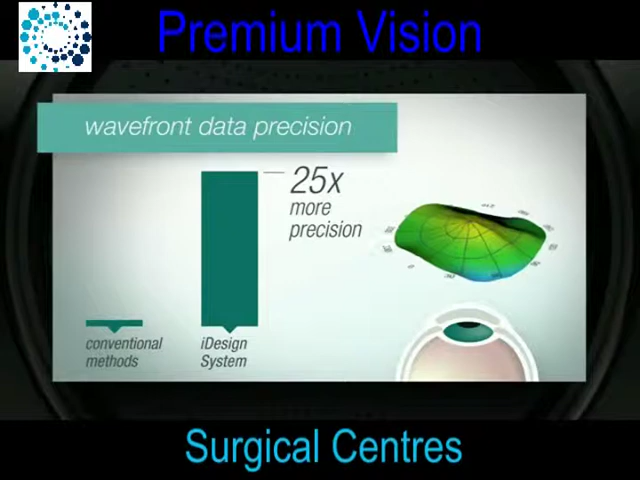 Premium Vision
wavefront data precision
25x
more
precision
conventional
methods
iDesign
System
Surgical Centres